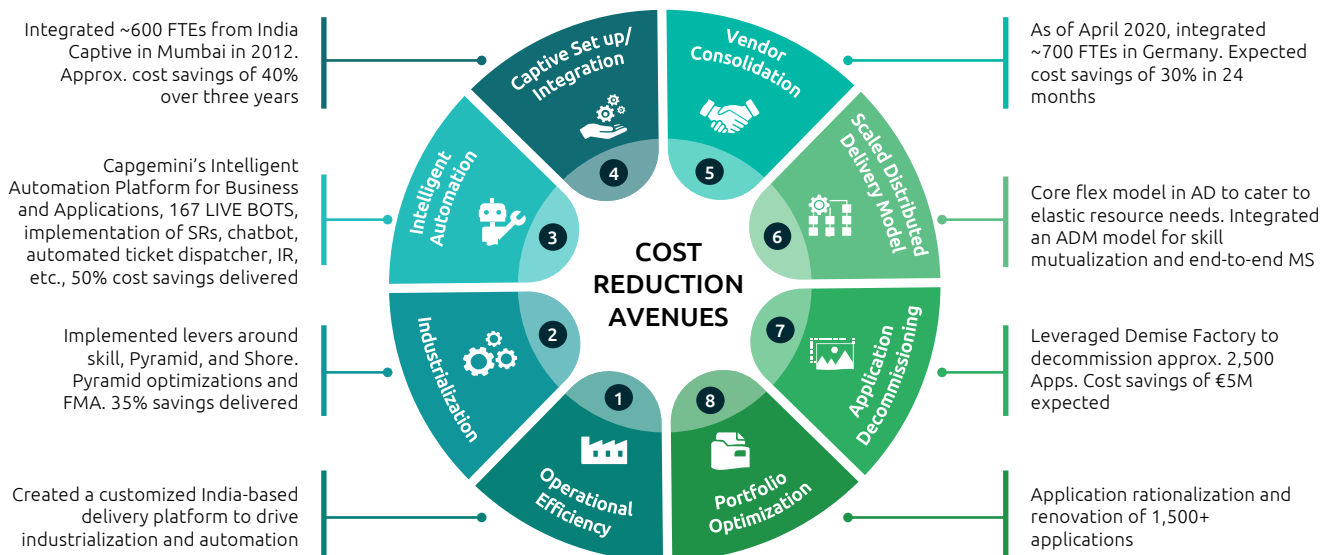 Integrated ~600 FTEs from India
Captive in Mumbai in 2012.
Approx. cost savings of 40%
over three years
Capgemini's Intelligent
Automation Platform for Business
and Applications, 167 LIVE BOTS,
implementation of SRs, chatbot,
automated ticket dispatcher, IR,
etc., 50% cost savings delivered
Implemented levers around
skill, Pyramid, and Shore.
Pyramid optimizations and
FMA. 35% savings delivered
Created a customized India-based
delivery platform to drive
industrialization and automation
Captive Set up/
Integration
4
Intelligent
Automation
3
Industrialization
2
Operational
Efficiency
1
COST
REDUCTION
AVENUES
Vendor
Consolidation
5
Scaled Distributed
Delivery Model
6
Application
Decommissioning
7
Portfolio
Optimization
8
As of April 2020, integrated
~700 FTEs in Germany. Expected
cost savings of 30% in 24
months
Core flex model in AD to cater to
elastic resource needs. Integrated
an ADM model for skill
mutualization and end-to-end MS
Leveraged Demise Factory to
decommission approx. 2,500
Apps. Cost savings of €5M
expected
Application rationalization and
renovation of 1,500+
applications